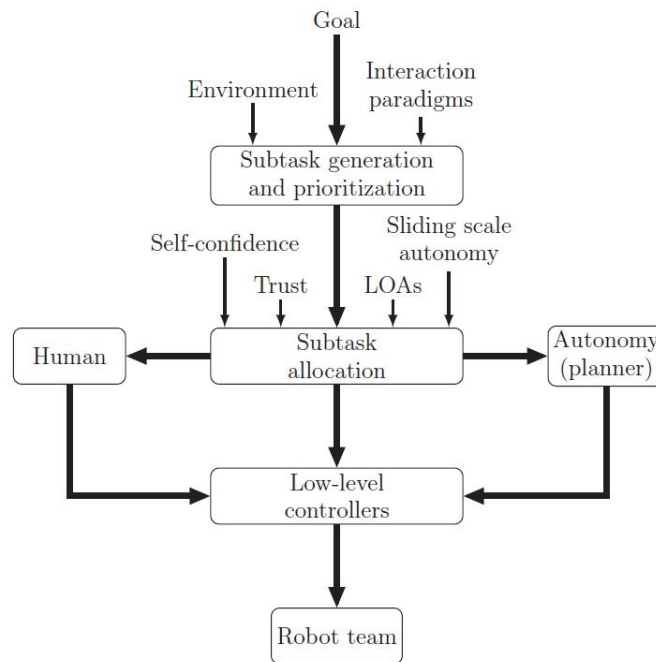 Goal
Environment
Interaction
paradigms
Subtask generation
and prioritization
Self-confidence
Sliding scale
autonomy
Trust
LOAs
Human
Subtask
allocation
Autonomy
(planner)
Low-level
controllers
Robot team